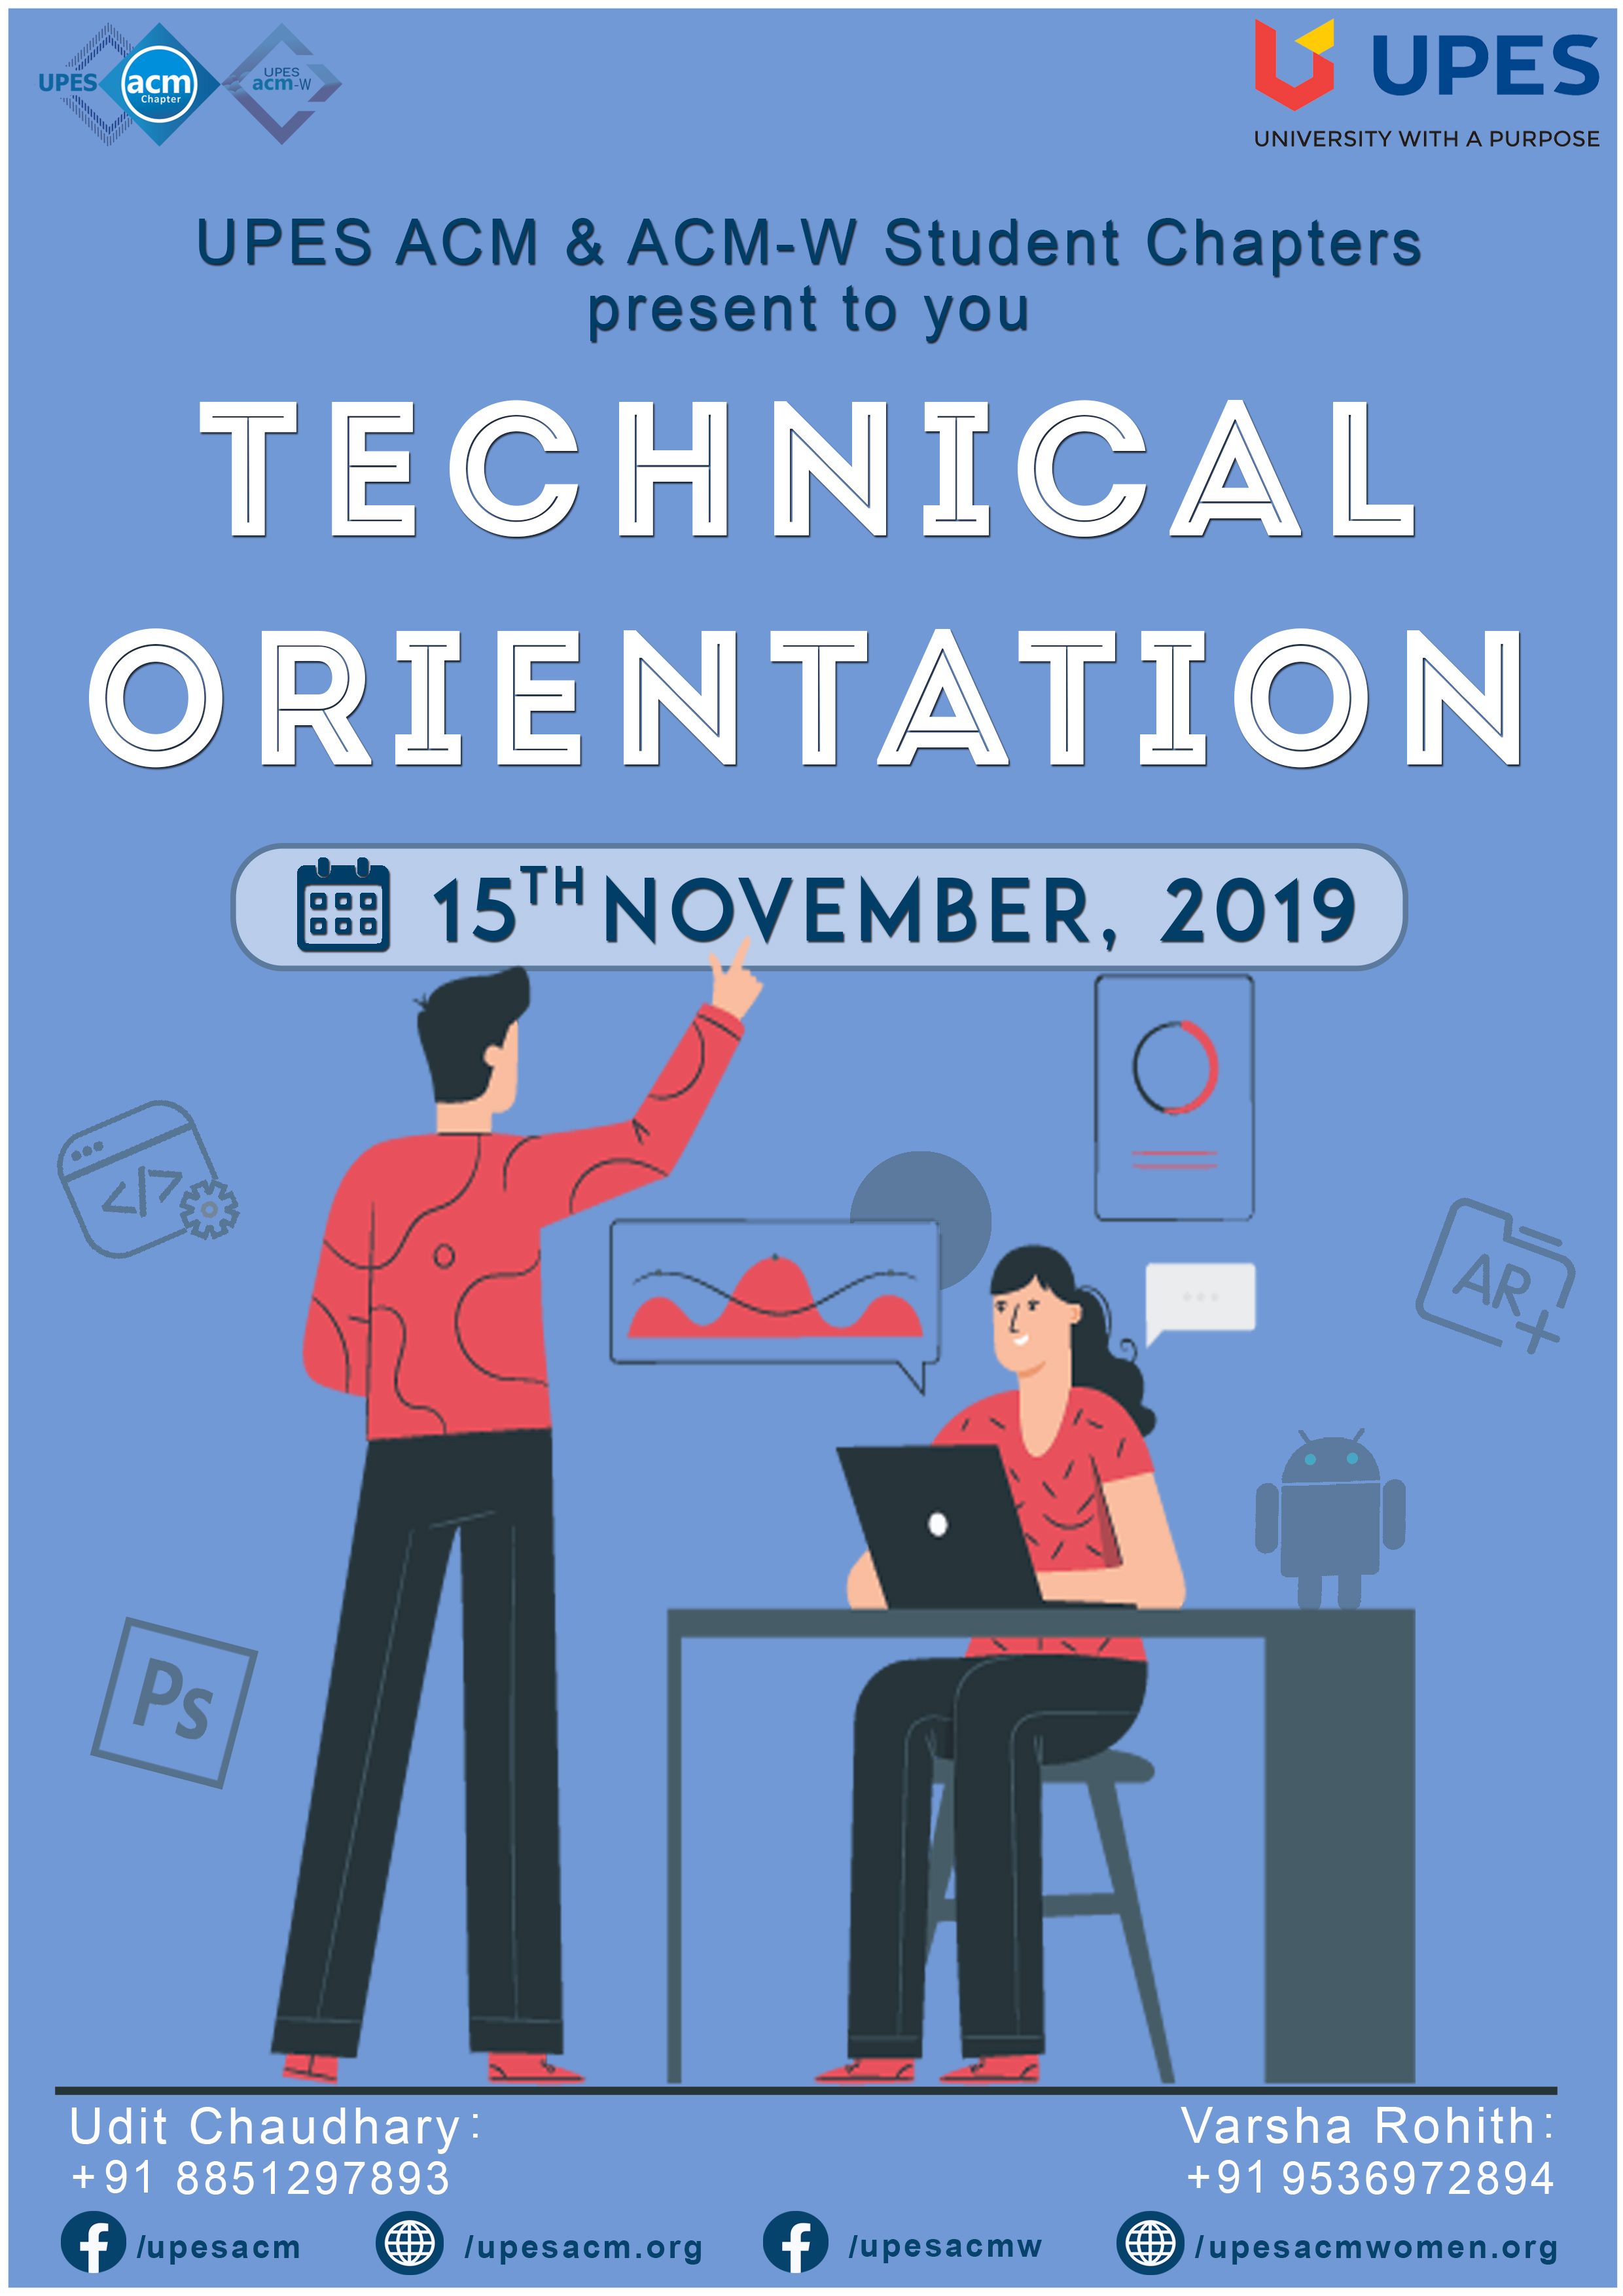 UPES
acm
Chapter
UPES
acm-W
UPES
UNIVERSITY WITH A PURPOSE
UPES ACM & ACM-W Student Chapters
present to you
TECHNICAL
ORIENTATION
15TH NOVEMBER, 2019
</>
AR
Ps
Udit Chaudhary:
+91 8851297893
Varsha Rohith:
+91 9536972894
/upesacm
/upesacm.org
/upesacmw
/upesacmwomen.org